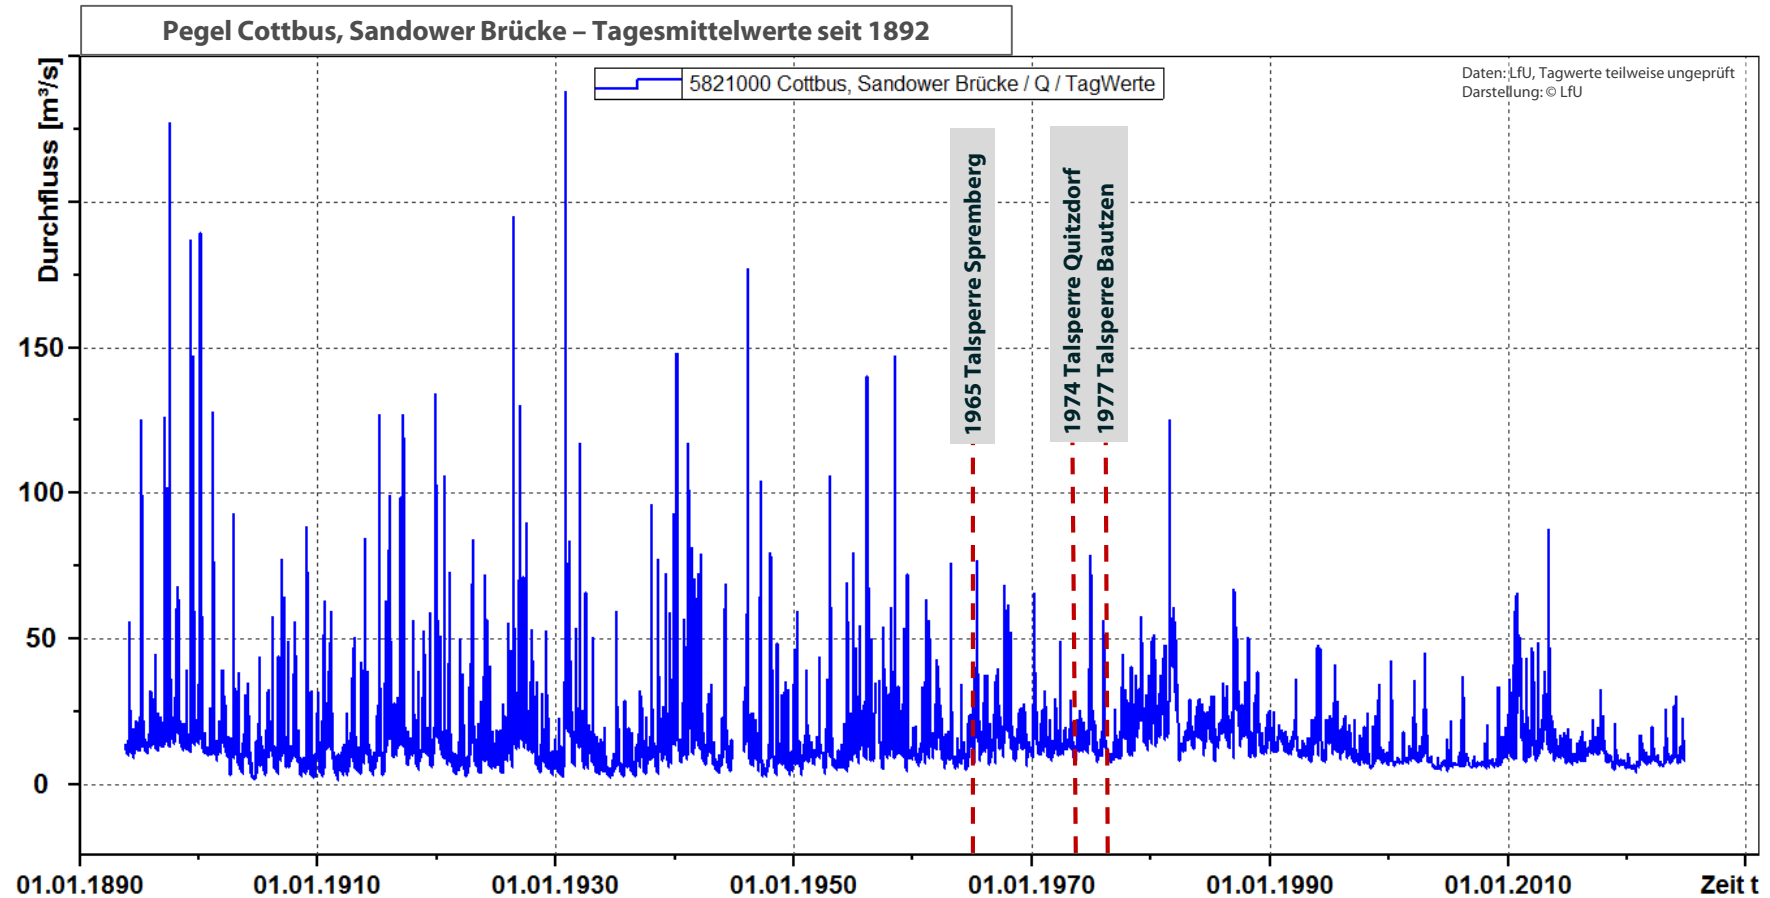 Pegel Cottbus, Sandower Brücke – Tagesmittelwerte seit 1892
5821000 Cottbus, Sandower Brücke / Q / TagWerte
Daten: LfU, Tagwerte teilweise ungeprüft
Darstellung: © LfU
Durchfluss [m³/s]
1965 Talsperre Spremberg
1974 Talsperre Quitzdorf
1977 Talsperre Bautzen
150
100
50
0
01.01.1890
01.01.1910
01.01.1930
01.01.1950
01.01.1970
01.01.1990
01.01.2010
Zeit t